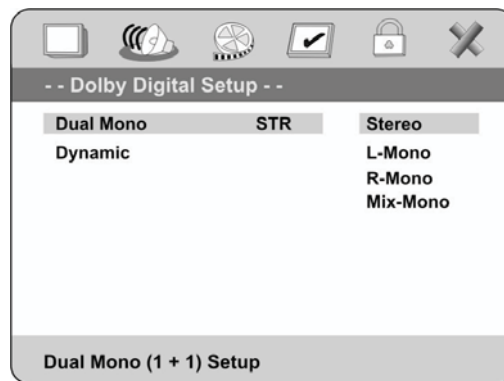 - - Dolby Digital Setup - -
Dual Mono STR Stereo
Dynamic L-Mono
R-Mono
Mix-Mono
Dual Mono (1 + 1) Setup